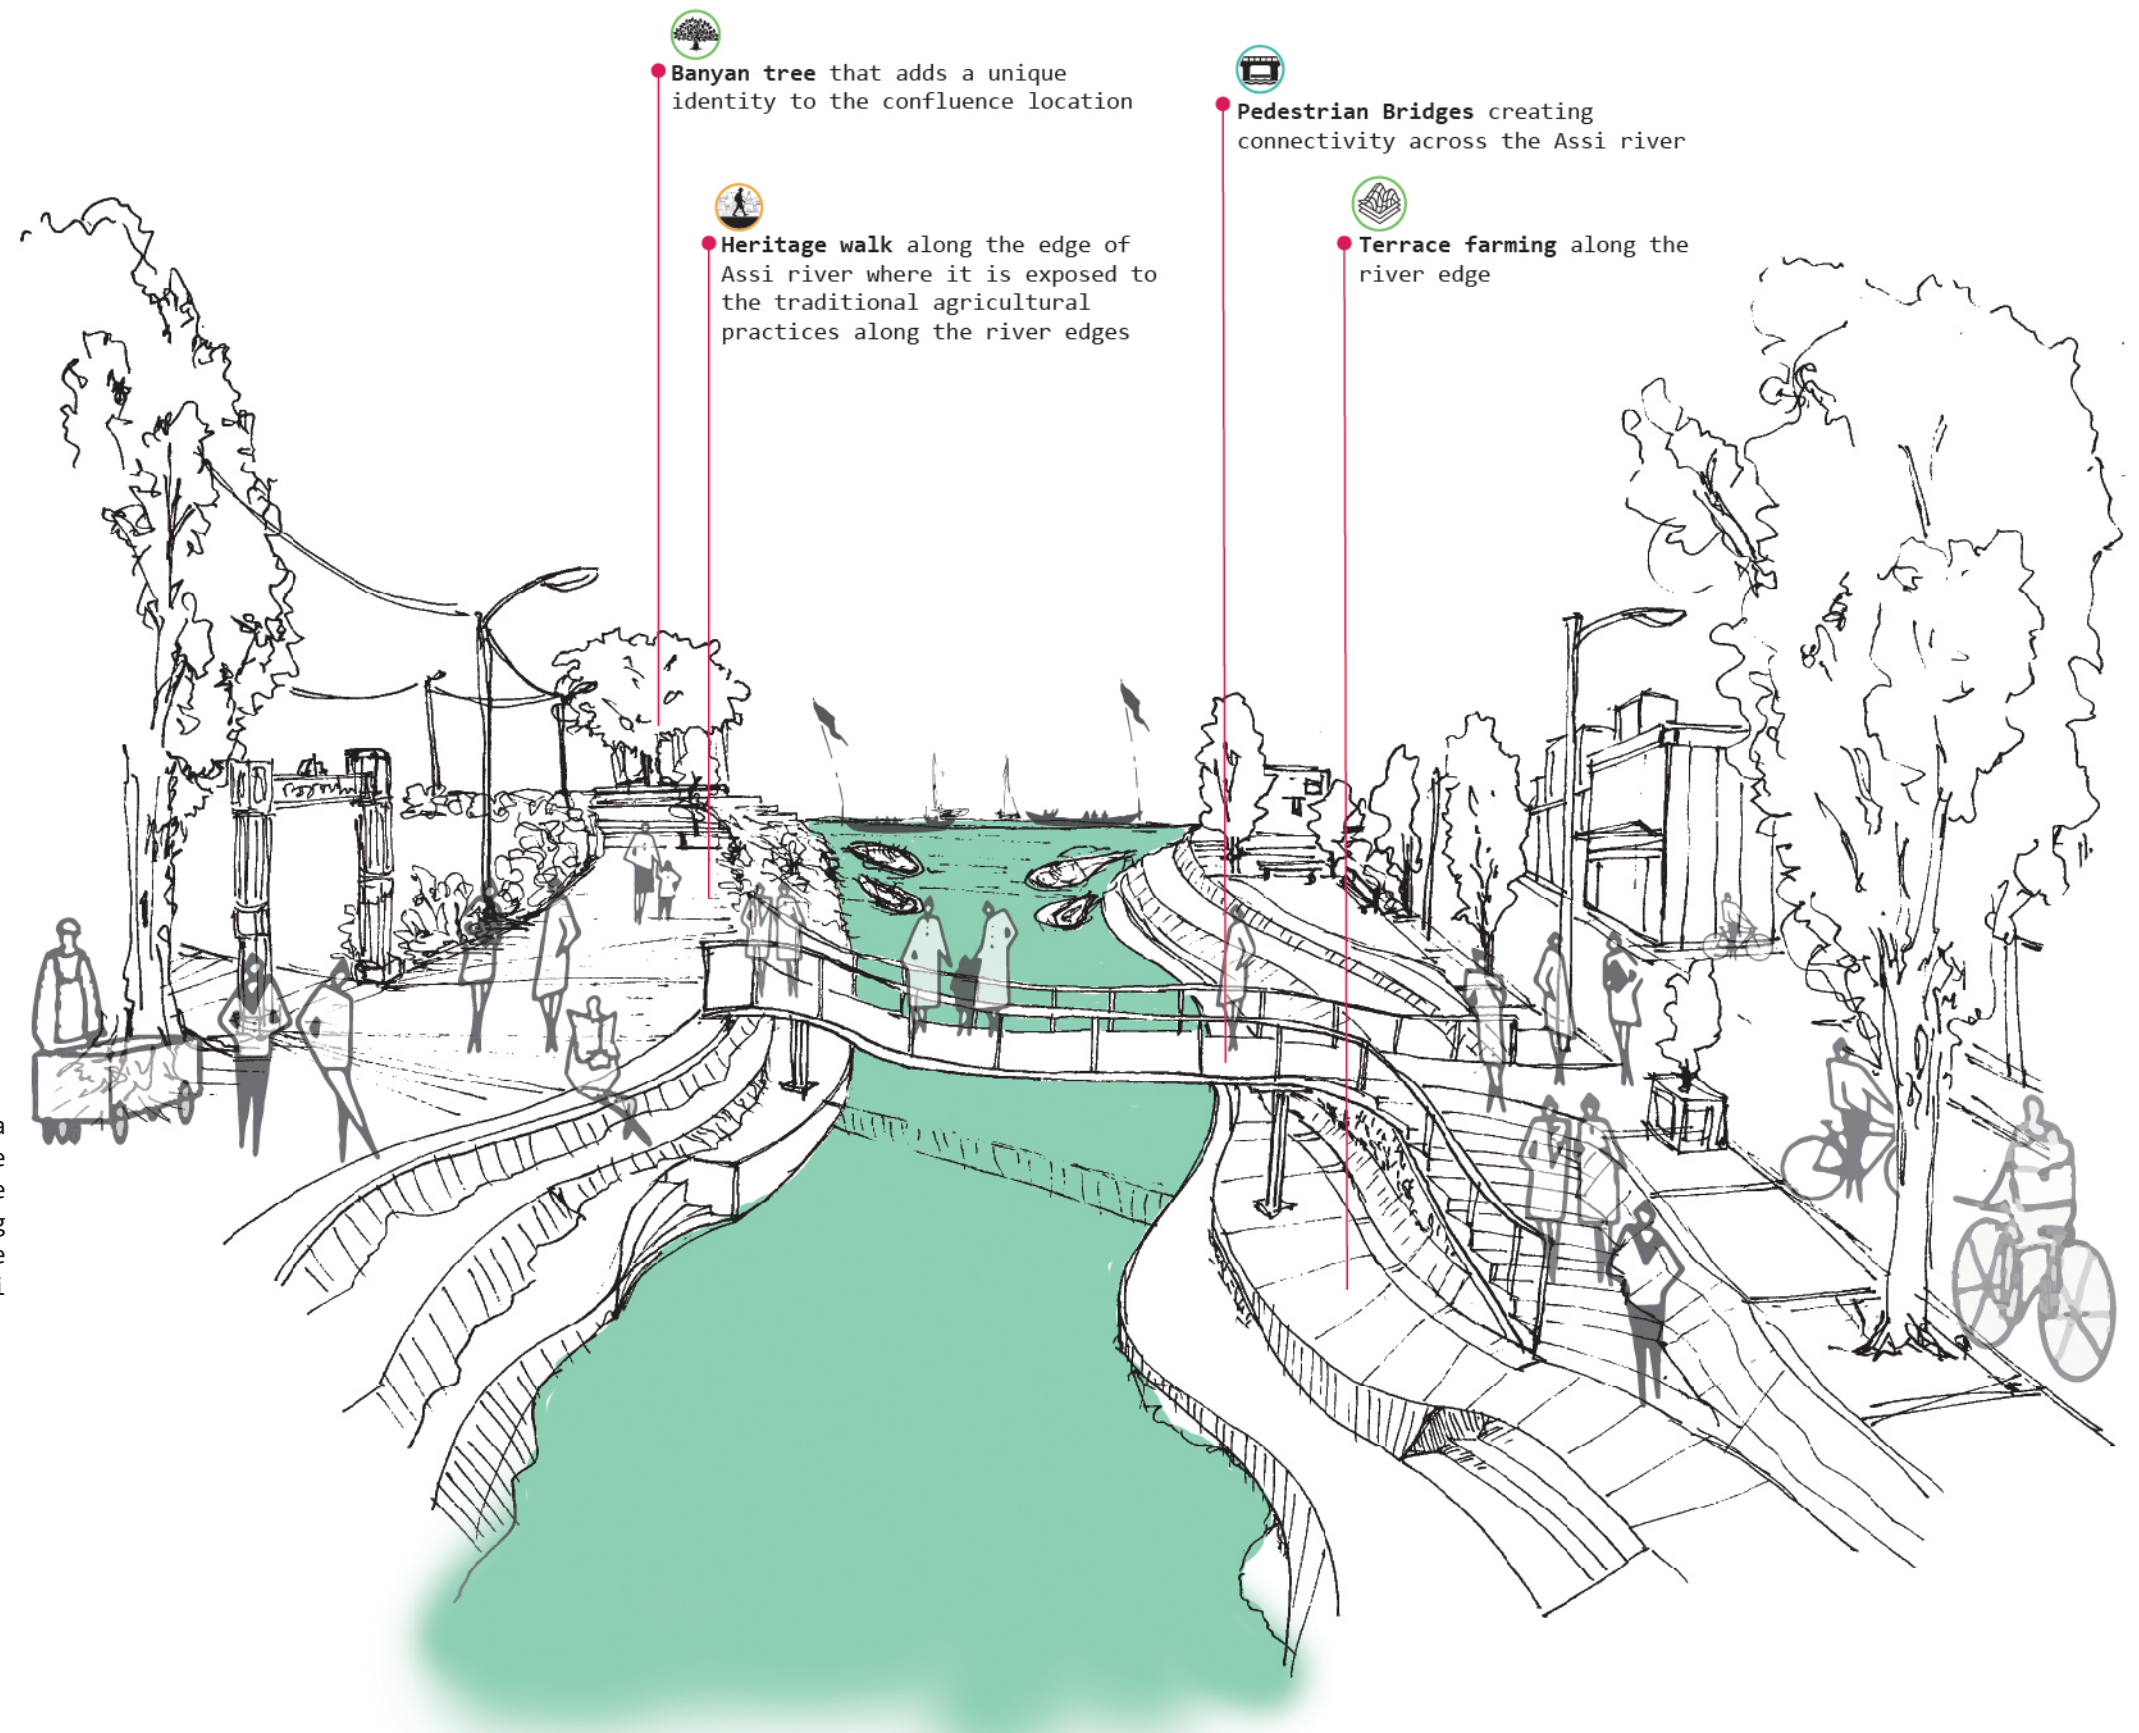 Banyan tree that adds a unique
identity to the confluence location
Pedestrian Bridges creating
connectivity across the Assi river
Heritage walk along the edge of
Assi river where it is exposed to
the traditional agricultural
practices along the river edges
Terrace farming along the
river edge